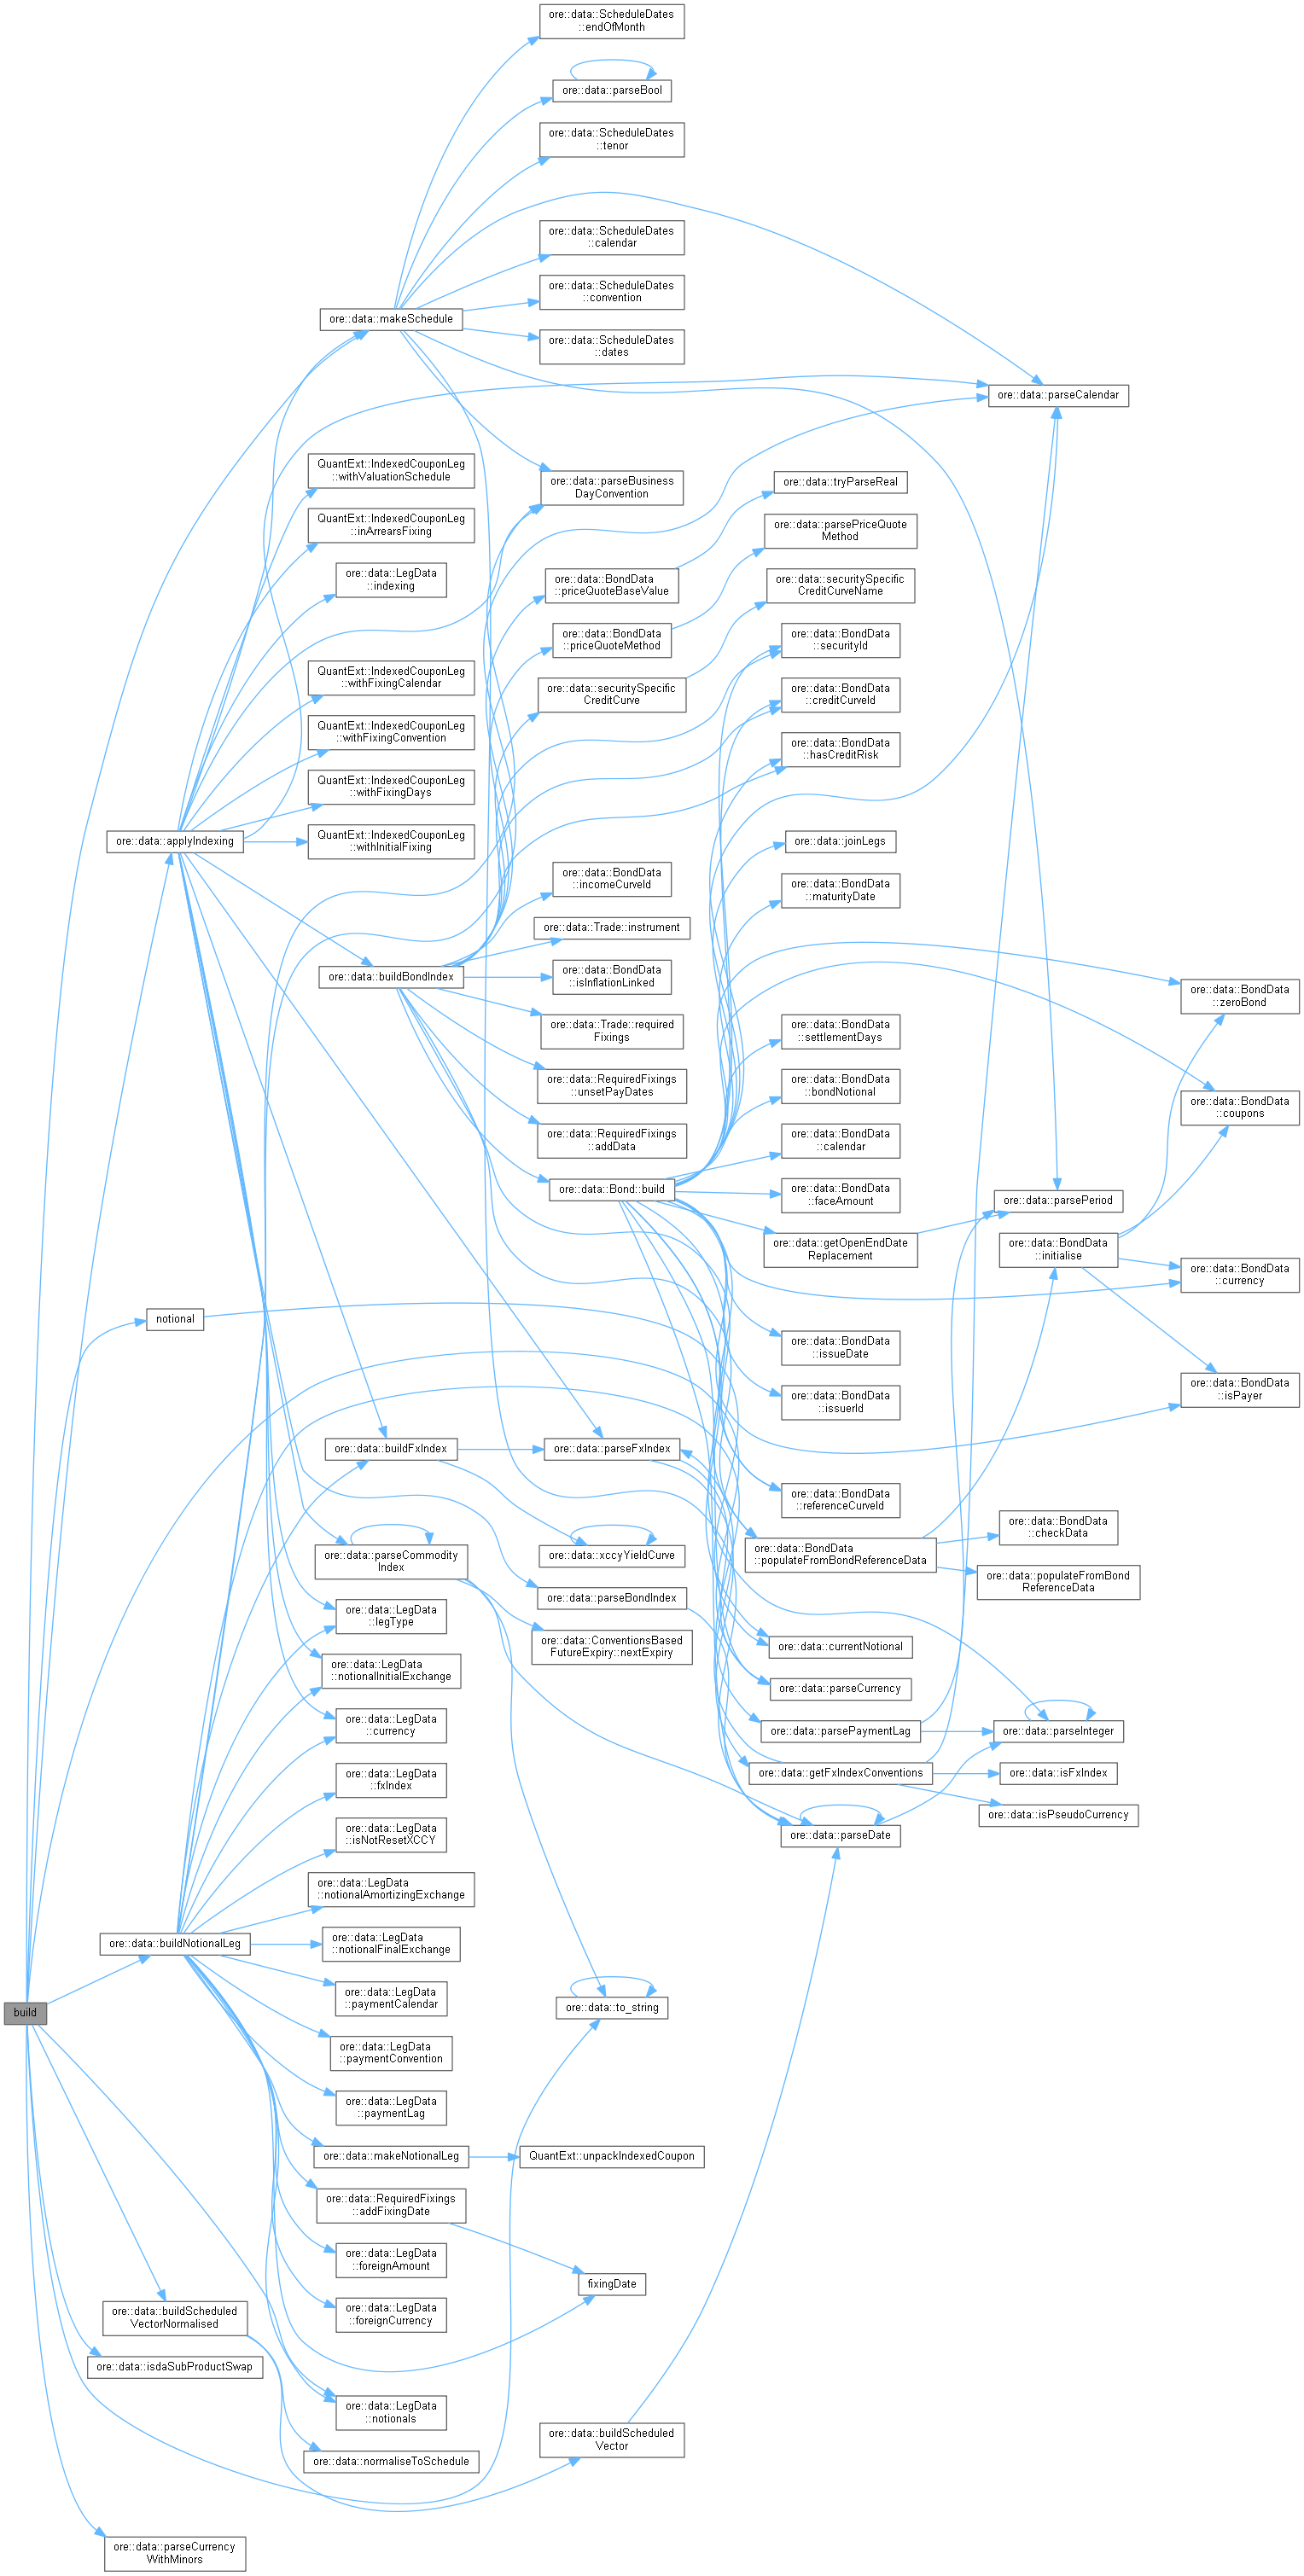 ore::data::ScheduleDates
::endOfMonth
ore::data::parseBool
ore::data::ScheduleDates
::tenor
ore::data::ScheduleDates
::calendar
ore::data::ScheduleDates
::convention
ore::data::makeSchedule
ore::data::ScheduleDates
::dates
ore::data::parseCalendar
QuantExt::IndexedCouponLeg
::withValuationSchedule
ore::data::parseBusiness
DayConvention
ore::data::tryParseReal
QuantExt::IndexedCouponLeg
::inArrearsFixing
ore::data::parsePriceQuote
Method
ore::data::LegData
::indexing
ore::data::BondData
::priceQuoteBaseValue
ore::data::securitySpecific
CreditCurveName
ore::data::BondData
::priceQuoteMethod
ore::data::BondData
::securityId
QuantExt::IndexedCouponLeg
::withFixingCalendar
ore::data::securitySpecific
CreditCurve
ore::data::BondData
::creditCurveId
QuantExt::IndexedCouponLeg
::withFixingConvention
ore::data::BondData
::hasCreditRisk
QuantExt::IndexedCouponLeg
::withFixingDays
ore::data::applyIndexing
QuantExt::IndexedCouponLeg
::withInitialFixing
ore::data::joinLegs
ore::data::BondData
::incomeCurveId
ore::data::BondData
::maturityDate
ore::data::Trade::instrument
ore::data::buildBondIndex
ore::data::BondData
::isInflationLinked
ore::data::BondData
::zeroBond
ore::data::Trade::required
Fixings
ore::data::BondData
::settlementDays
ore::data::RequiredFixings
::unsetPayDates
ore::data::BondData
::bondNotional
ore::data::BondData
::coupons
ore::data::RequiredFixings
::addData
ore::data::BondData
::calendar
ore::data::Bond::build
ore::data::BondData
::faceAmount
ore::data::parsePeriod
ore::data::getOpenEndDate
Replacement
ore::data::BondData
::initialise
ore::data::BondData
::currency
notional
ore::data::BondData
::issueDate
ore::data::BondData
::issuerId
ore::data::BondData
::isPayer
ore::data::buildFxIndex
ore::data::parseFxIndex
ore::data::BondData
::referenceCurveId
ore::data::BondData
::checkData
ore::data::parseCommodity
Index
ore::data::xccyYieldCurve
ore::data::BondData
::populateFromBondReferenceData
ore::data::populateFromBond
ReferenceData
ore::data::parseBondIndex
ore::data::LegData
::legType
ore::data::ConventionsBased
FutureExpiry::nextExpiry
ore::data::currentNotional
ore::data::LegData
::notionalInitialExchange
ore::data::parseCurrency
ore::data::LegData
::currency
ore::data::parsePaymentLag
ore::data::parseInteger
ore::data::LegData
::fxIndex
ore::data::getFxIndexConventions
ore::data::isFxIndex
ore::data::isPseudoCurrency
ore::data::LegData
::isNotResetXCCY
ore::data::parseDate
ore::data::LegData
::notionalAmortizingExchange
ore::data::buildNotionalLeg
ore::data::LegData
::notionalFinalExchange
build
ore::data::LegData
::paymentCalendar
ore::data::to_string
ore::data::LegData
::paymentConvention
ore::data::LegData
::paymentLag
ore::data::makeNotionalLeg
QuantExt::unpackIndexedCoupon
ore::data::RequiredFixings
::addFixingDate
ore::data::LegData
::foreignAmount
fixingDate
ore::data::buildScheduled
VectorNormalised
ore::data::LegData
::foreignCurrency
ore::data::isdaSubProductSwap
ore::data::LegData
::notionals
ore::data::buildScheduled
Vector
ore::data::normaliseToSchedule
ore::data::parseCurrency
WithMinors